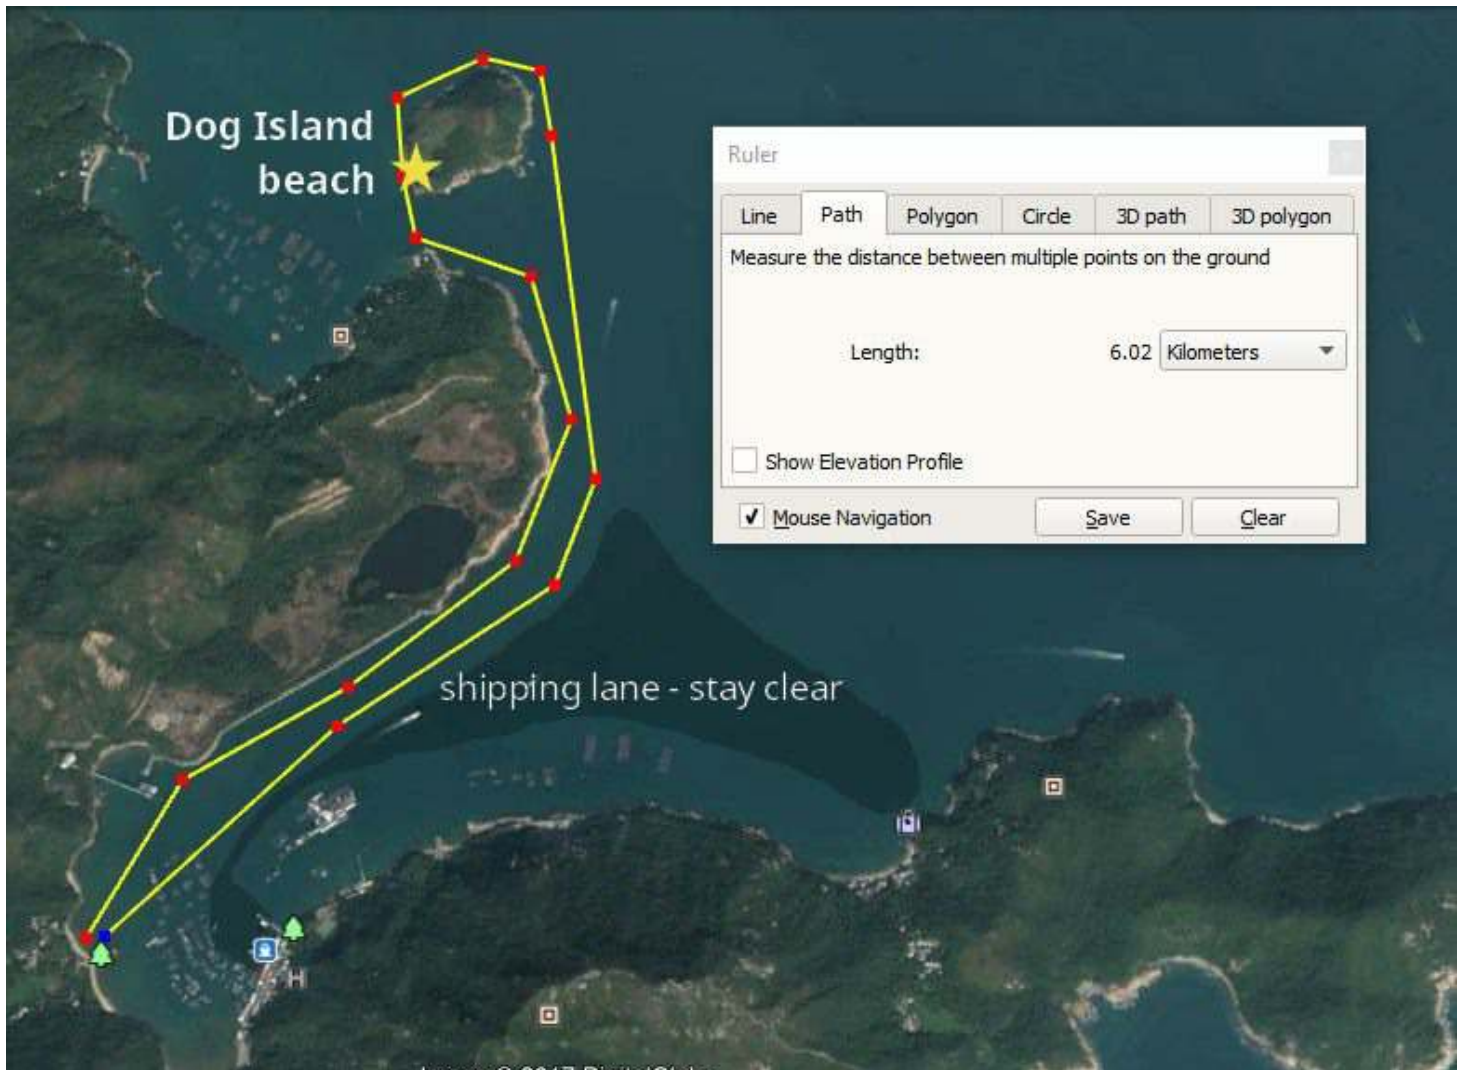 Dog Island
beach
shipping lane - stay clear
Ruler
Line Path Polygon Circle 3D path 3D polygon
Measure the distance between multiple points on the ground
Length: 6.02 Kilometers
Show Elevation Profile
Mouse Navigation Save Clear
H